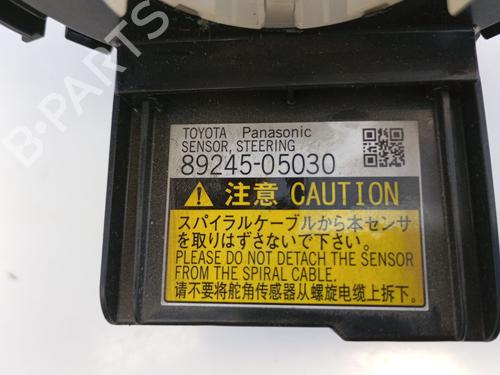 B-PARTS
TOYOTA Panasonic
SENSOR, STEERING
89245-05030
注意 CAUTION
スパイラルケーブルから本センサ
を取りはずさないで下さい。
PLEASE DO NOT DETACH THE SENSOR
FROM THE SPIRAL CABLE.
请不要将舵角传感器从螺旋电缆上拆下。